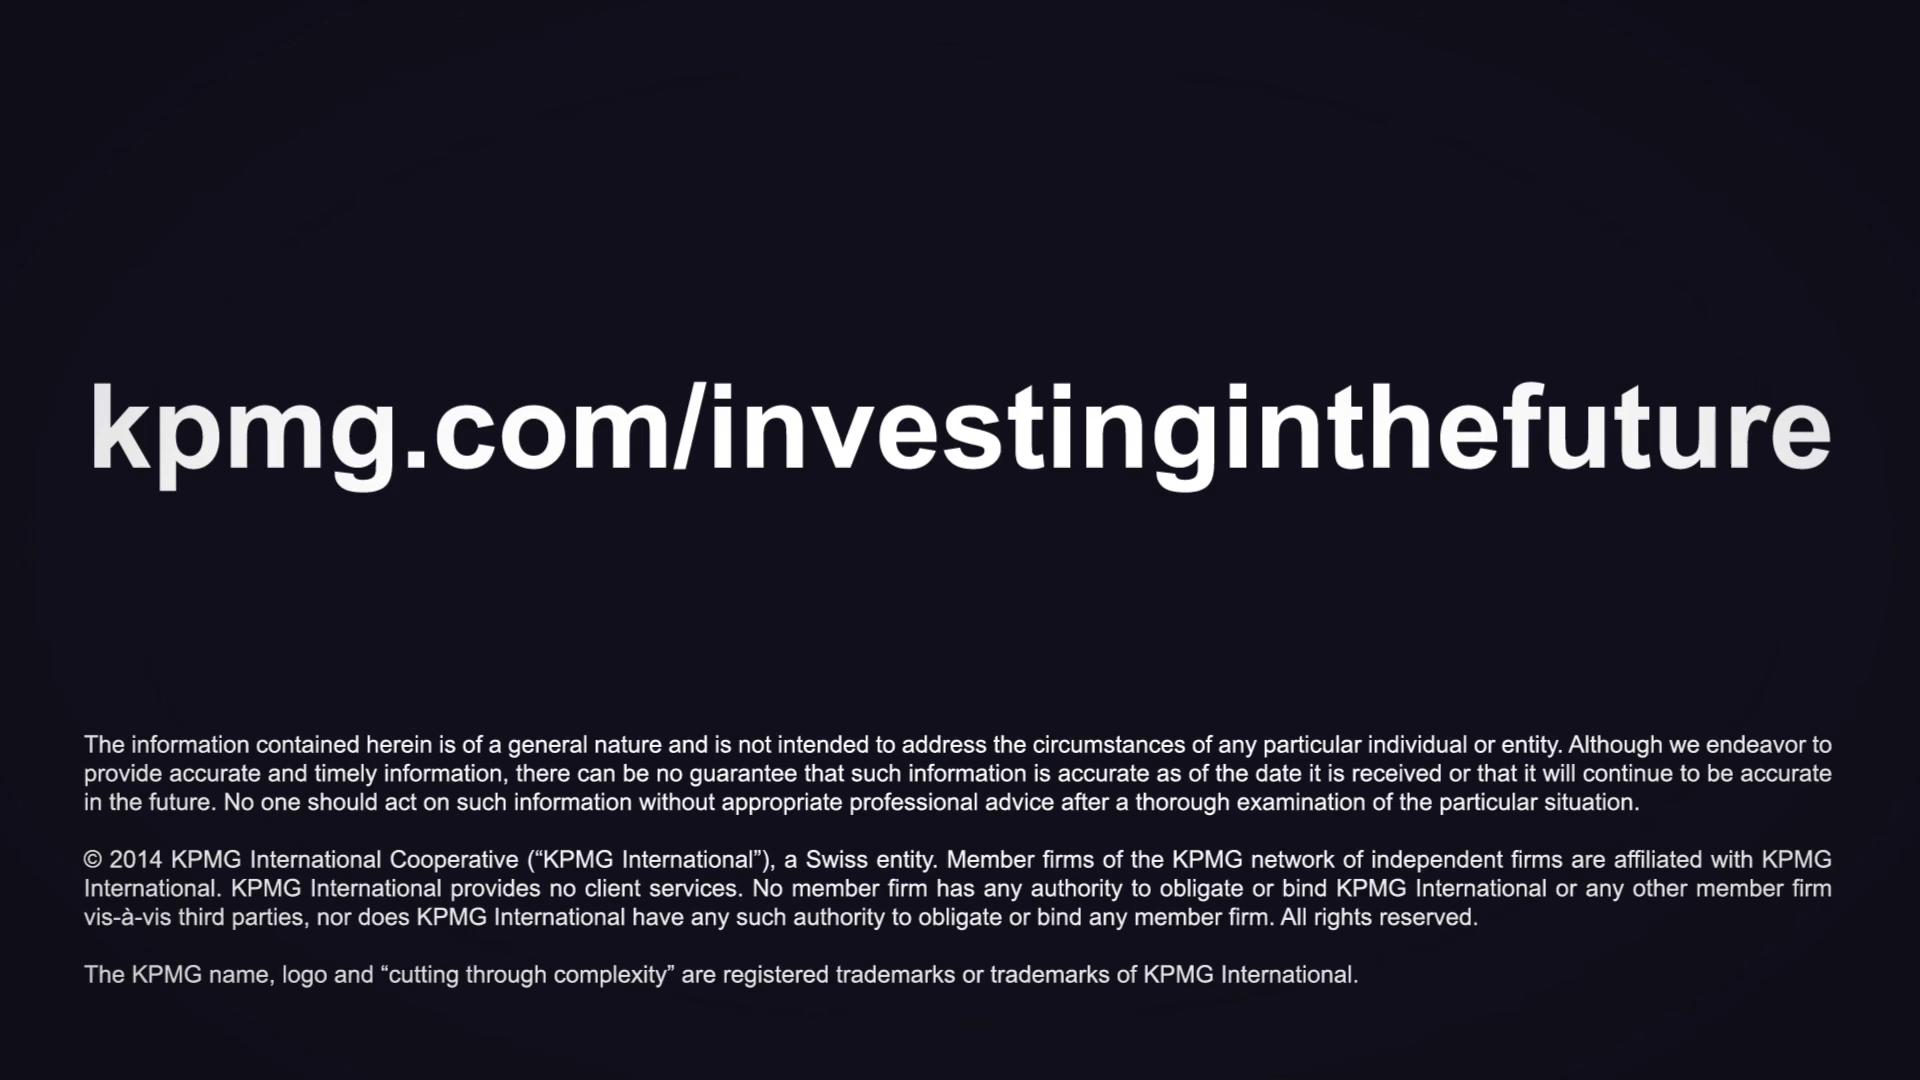 kpmg.com/investinginthefuture
The information contained herein is of a general nature and is not intended to address the circumstances of any particular individual or entity. Although we endeavor to
provide accurate and timely information, there can be no guarantee that such information is accurate as of the date it is received or that it will continue to be accurate
in the future. No one should act on such information without appropriate professional advice after a thorough examination of the particular situation.
© 2014 KPMG International Cooperative (“KPMG International”), a Swiss entity. Member firms of the KPMG network of independent firms are affiliated with KPMG
International. KPMG International provides no client services. No member firm has any authority to obligate or bind KPMG International or any other member firm
vis-à-vis third parties, nor does KPMG International have any such authority to obligate or bind any member firm. All rights reserved.
The KPMG name, logo and “cutting through complexity” are registered trademarks or trademarks of KPMG International.